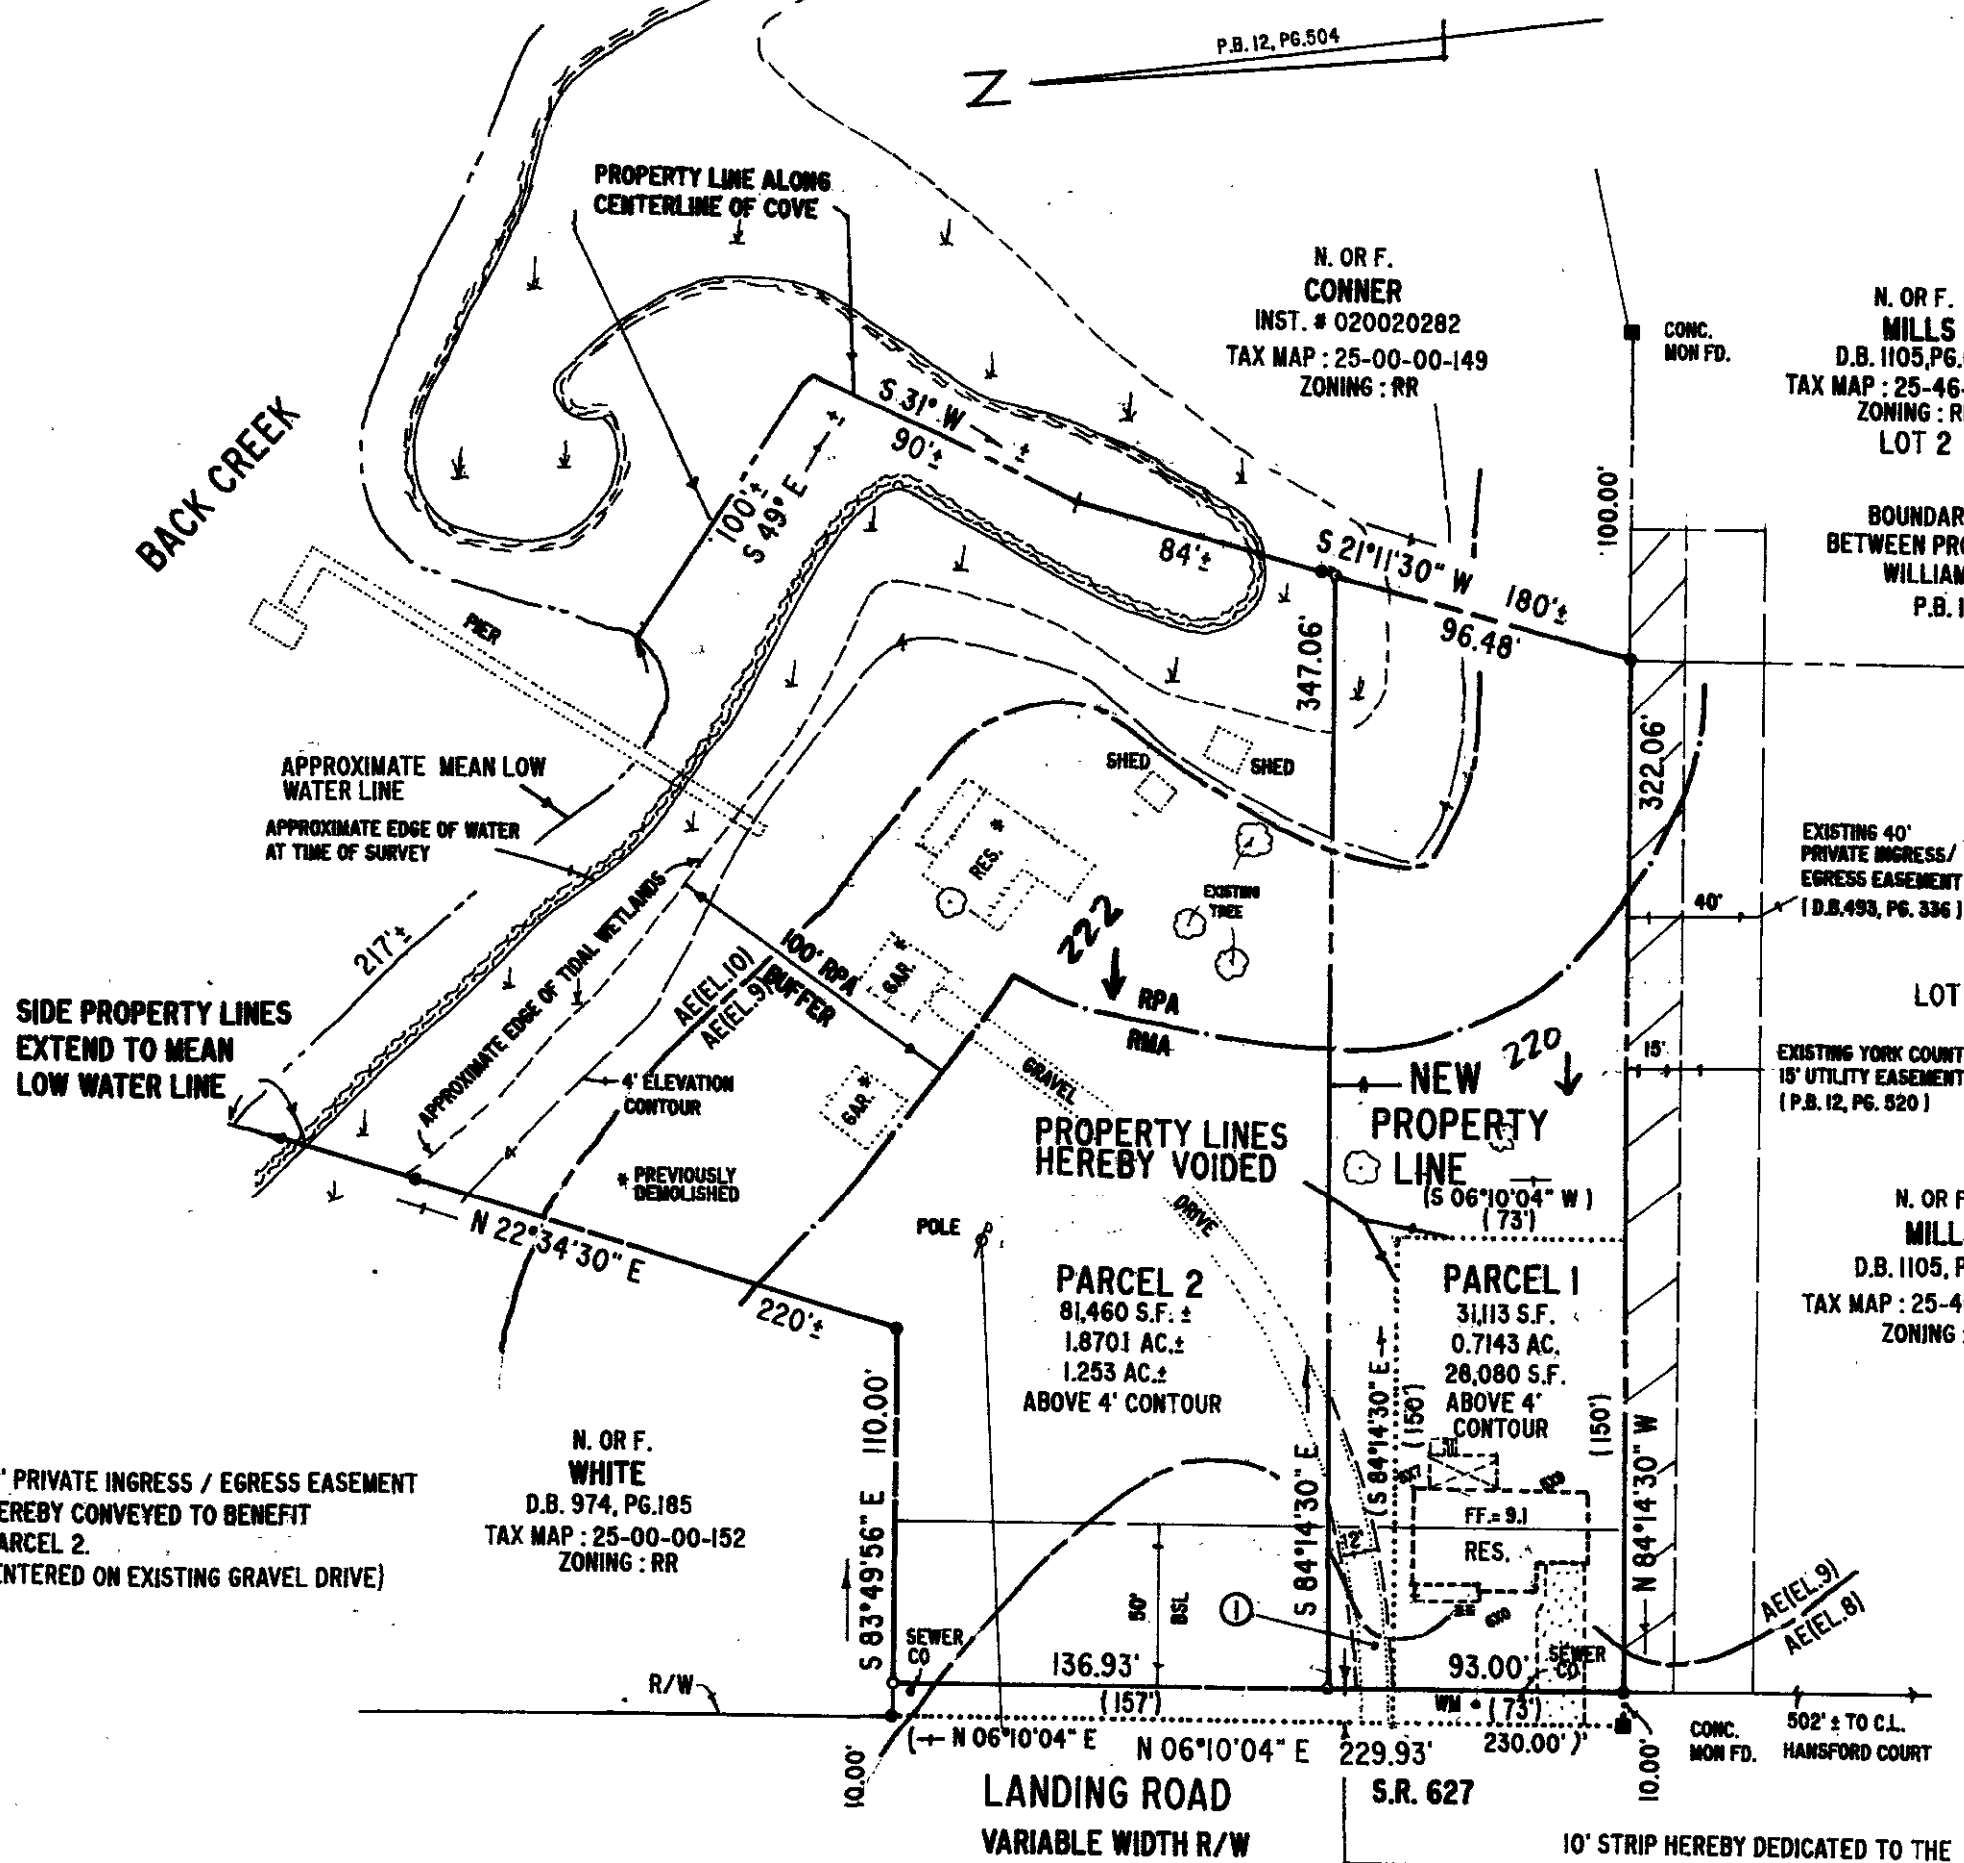 P.B. 12, PG.504
N
PROPERTY LINE ALONG
CENTERLINE OF COVE
N. OR F.
CONNER
INST. # 020020282
TAX MAP : 25-00-00-149
ZONING : RR
CONC.
MON FD.
N. OR F.
MILLS
D.B. 1105,PG.
TAX MAP : 25-46-
ZONING : R
LOT 2
BACK CREEK
S 31° W ±
90'±
100'±
S 49° E ±
84'±
S 21°11'30" W
180'±
96.48'
100.00'
BOUNDAR
BETWEEN PRO
WILLIAM
P.B. 1
PIER
347.06'
322.06'
SHED
SHED
APPROXIMATE MEAN LOW
WATER LINE
APPROXIMATE EDGE OF WATER
AT TIME OF SURVEY
RES.
*
EXISTING
TREE
222
EXISTING 40'
PRIVATE INGRESS/
EGRESS EASEMENT
( D.B.493, PG. 336 )
40'
217'±
APPROXIMATE EDGE OF TIDAL WETLANDS
100' RPA
BUFFER
AE(EL.10)
AE(EL.9)
GAR.
*
RPA
RMA
LOT
SIDE PROPERTY LINES
EXTEND TO MEAN
LOW WATER LINE
4' ELEVATION
CONTOUR
GAR.
*
GRAVEL
NEW
PROPERTY
LINE
220
15'
EXISTING YORK COUNT
15' UTILITY EASEMENT
( P.B. 12, PG. 520 )
PROPERTY LINES
HEREBY VOIDED
* PREVIOUSLY
DEMOLISHED
(S 06°10'04" W )
( 73')
N 22°34'30" E
220'±
POLE
DRIVE
N. OR F
MILL
D.B. 1105, P
TAX MAP : 25-4
ZONING :
PARCEL 2
81,460 S.F. ±
1.8701 AC.±
1.253 AC.±
ABOVE 4' CONTOUR
PARCEL 1
31,113 S.F.
0.7143 AC.
28,080 S.F.
ABOVE 4'
CONTOUR
(S 84°14'30" E
(150')
(150')
N 84°14'30" W
S 84°14'30" E
S 83°49'56" E 110.00'
' PRIVATE INGRESS / EGRESS EASEMENT
EREBY CONVEYED TO BENEFIT
ARCEL 2.
ENTERED ON EXISTING GRAVEL DRIVE)
N. OR F.
WHITE
D.B. 974, PG.185
TAX MAP : 25-00-00-152
ZONING : RR
FF.= 9.1
RES.
12'
50'
BSL
1
AE(EL.9)
AE(EL.8)
SEWER
CO
SEWER
CO
R/W
136.93'
(157')
93.00'
WM
( 73')
( N 06°10'04" E
230.00' )
N 06°10'04" E 229.93'
10.00'
10.00'
CONC.
MON FD.
502' ± TO C.L.
HANSFORD COURT
LANDING ROAD
S.R. 627
VARIABLE WIDTH R/W
10' STRIP HEREBY DEDICATED TO THE